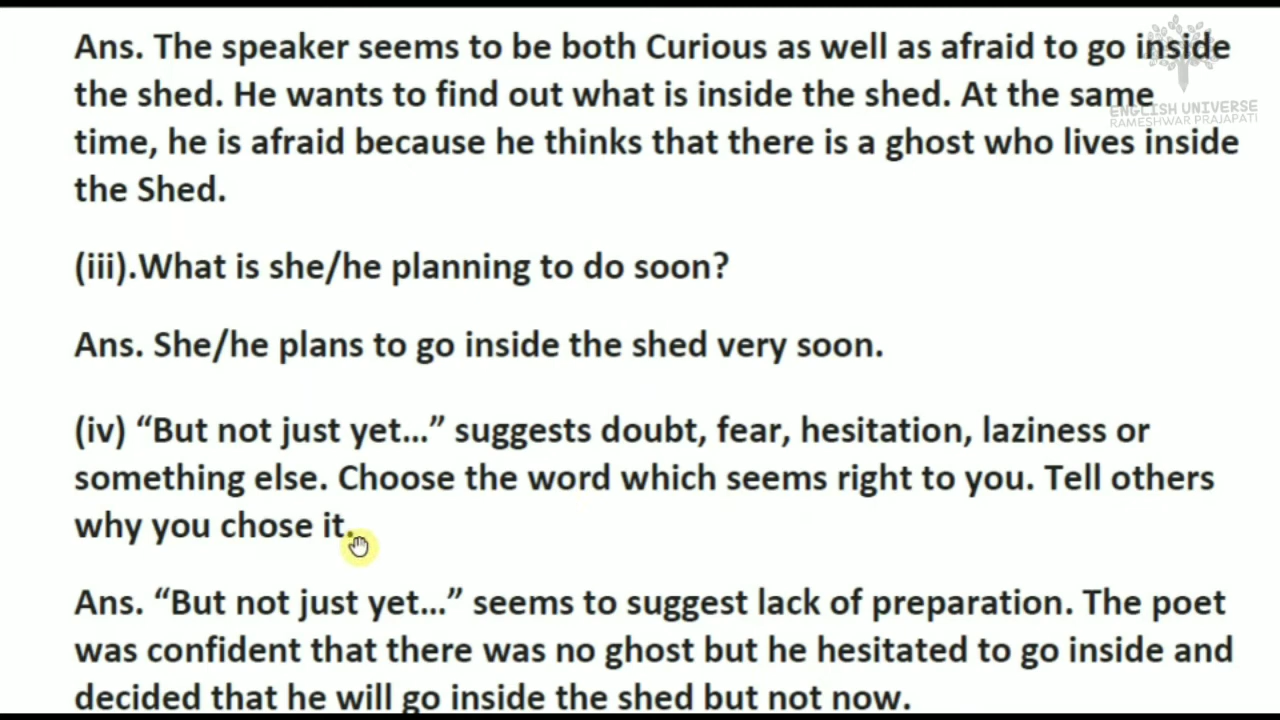 Ans. The speaker seems to be both Curious as well as afraid to go inside
the shed. He wants to find out what is inside the shed. At the same
time, he is afraid because he thinks that there is a ghost who lives inside
the Shed.
ENGLISH UNIVERSE
RAMESHWAR PRAJAPATI
(iii).What is she/he planning to do soon?
Ans. She/he plans to go inside the shed very soon.
(iv) “But not just yet...” suggests doubt, fear, hesitation, laziness or
something else. Choose the word which seems right to you. Tell others
why you chose it.
Ans. “But not just yet...” seems to suggest lack of preparation. The poet
was confident that there was no ghost but he hesitated to go inside and
decided that he will go inside the shed but not now.